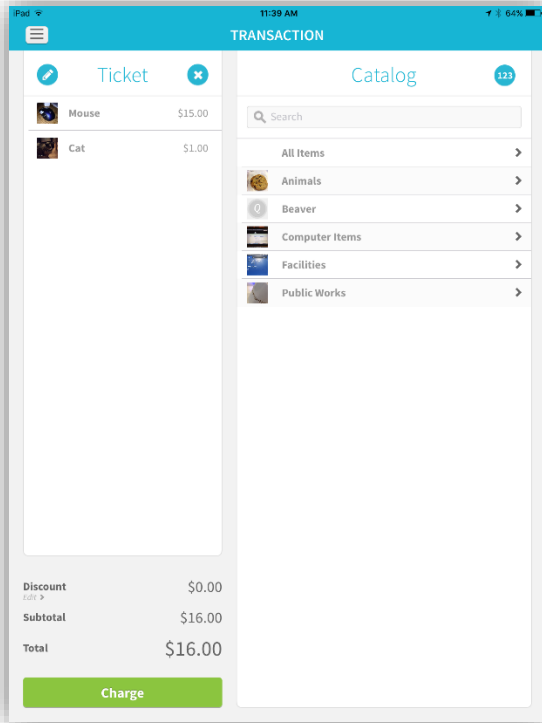 iPad 11:39 AM 64%
TRANSACTION
Ticket
Mouse $15.00
Cat $1.00
Discount $0.00
Edit >
Subtotal $16.00
Total $16.00
Charge
Catalog 123
Search
All Items
Animals
Q Beaver
Computer Items
Facilities
Public Works